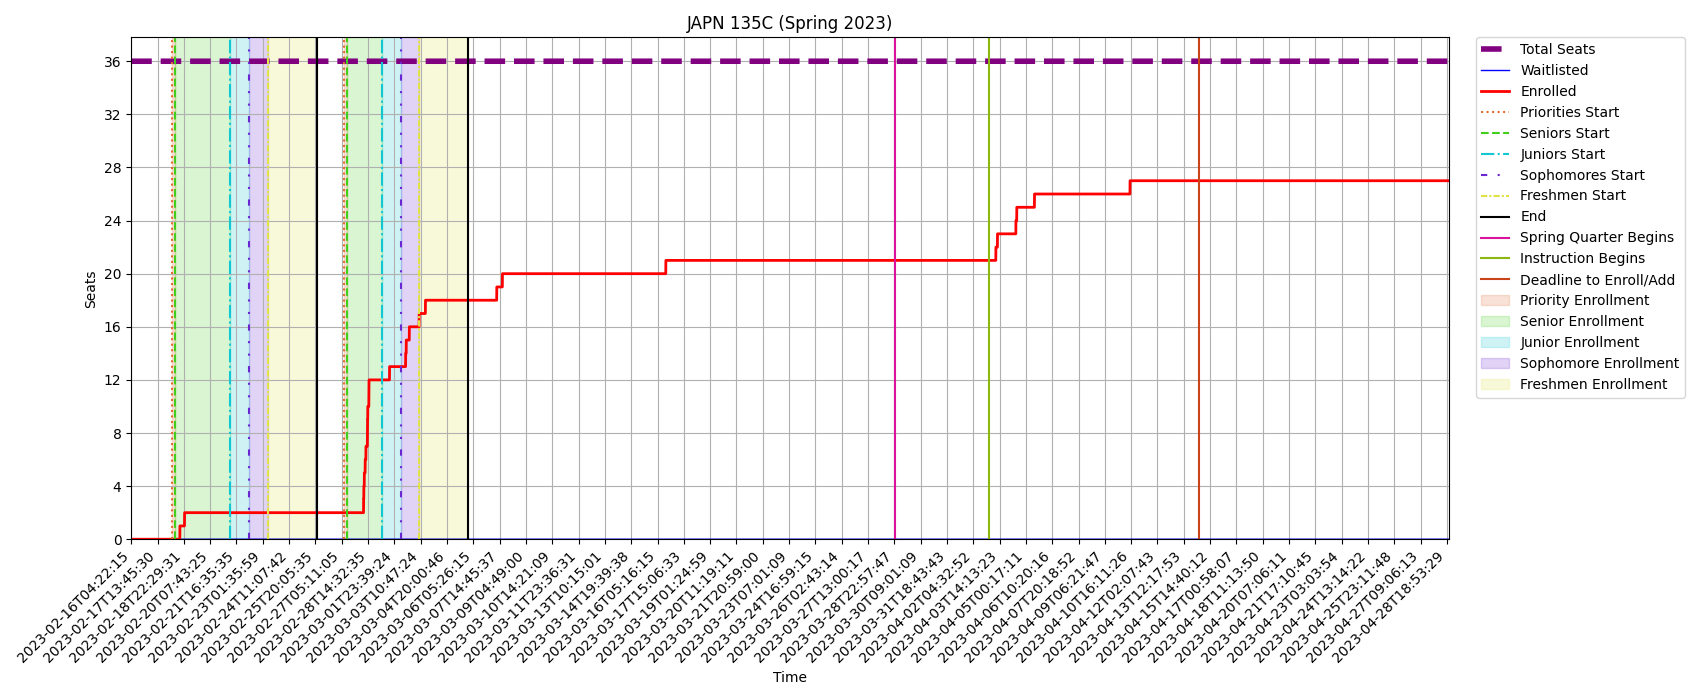 JAPN 135C (Spring 2023)
Seats
36
32
28
24
20
16
12
8
4
0
2023-02-16T04:22:15
2023-02-17T13:45:30
2023-02-18T22:29:31
2023-02-20T07:43:25
2023-02-21T16:35:35
2023-02-23T01:35:59
2023-02-24T11:07:42
2023-02-25T20:05:35
2023-02-27T05:11:05
2023-02-28T14:32:35
2023-03-01T23:39:24
2023-03-03T10:47:24
2023-03-04T20:00:46
2023-03-06T05:26:15
2023-03-07T14:45:37
2023-03-09T04:49:00
2023-03-10T14:21:09
2023-03-11T23:36:31
2023-03-13T10:15:01
2023-03-14T19:39:38
2023-03-16T05:16:15
2023-03-17T15:06:33
2023-03-19T01:24:59
2023-03-20T11:19:11
2023-03-21T20:59:00
2023-03-23T07:01:09
2023-03-24T16:59:15
2023-03-26T02:43:14
2023-03-27T13:00:17
2023-03-28T22:57:47
2023-03-30T09:01:09
2023-03-31T18:43:43
2023-04-02T04:32:52
2023-04-03T14:13:23
2023-04-05T00:17:11
2023-04-06T10:20:16
2023-04-07T20:18:52
2023-04-09T06:21:47
2023-04-10T16:11:26
2023-04-12T02:07:43
2023-04-13T12:17:53
2023-04-15T14:40:12
2023-04-17T00:58:07
2023-04-18T11:13:50
2023-04-20T07:06:11
2023-04-21T17:10:45
2023-04-23T03:03:54
2023-04-24T13:14:22
2023-04-25T23:11:48
2023-04-27T09:06:13
2023-04-28T18:53:29
Time
Total Seats
Waitlisted
Enrolled
Priorities Start
Seniors Start
Juniors Start
Sophomores Start
Freshmen Start
End
Spring Quarter Begins
Instruction Begins
Deadline to Enroll/Add
Priority Enrollment
Senior Enrollment
Junior Enrollment
Sophomore Enrollment
Freshmen Enrollment